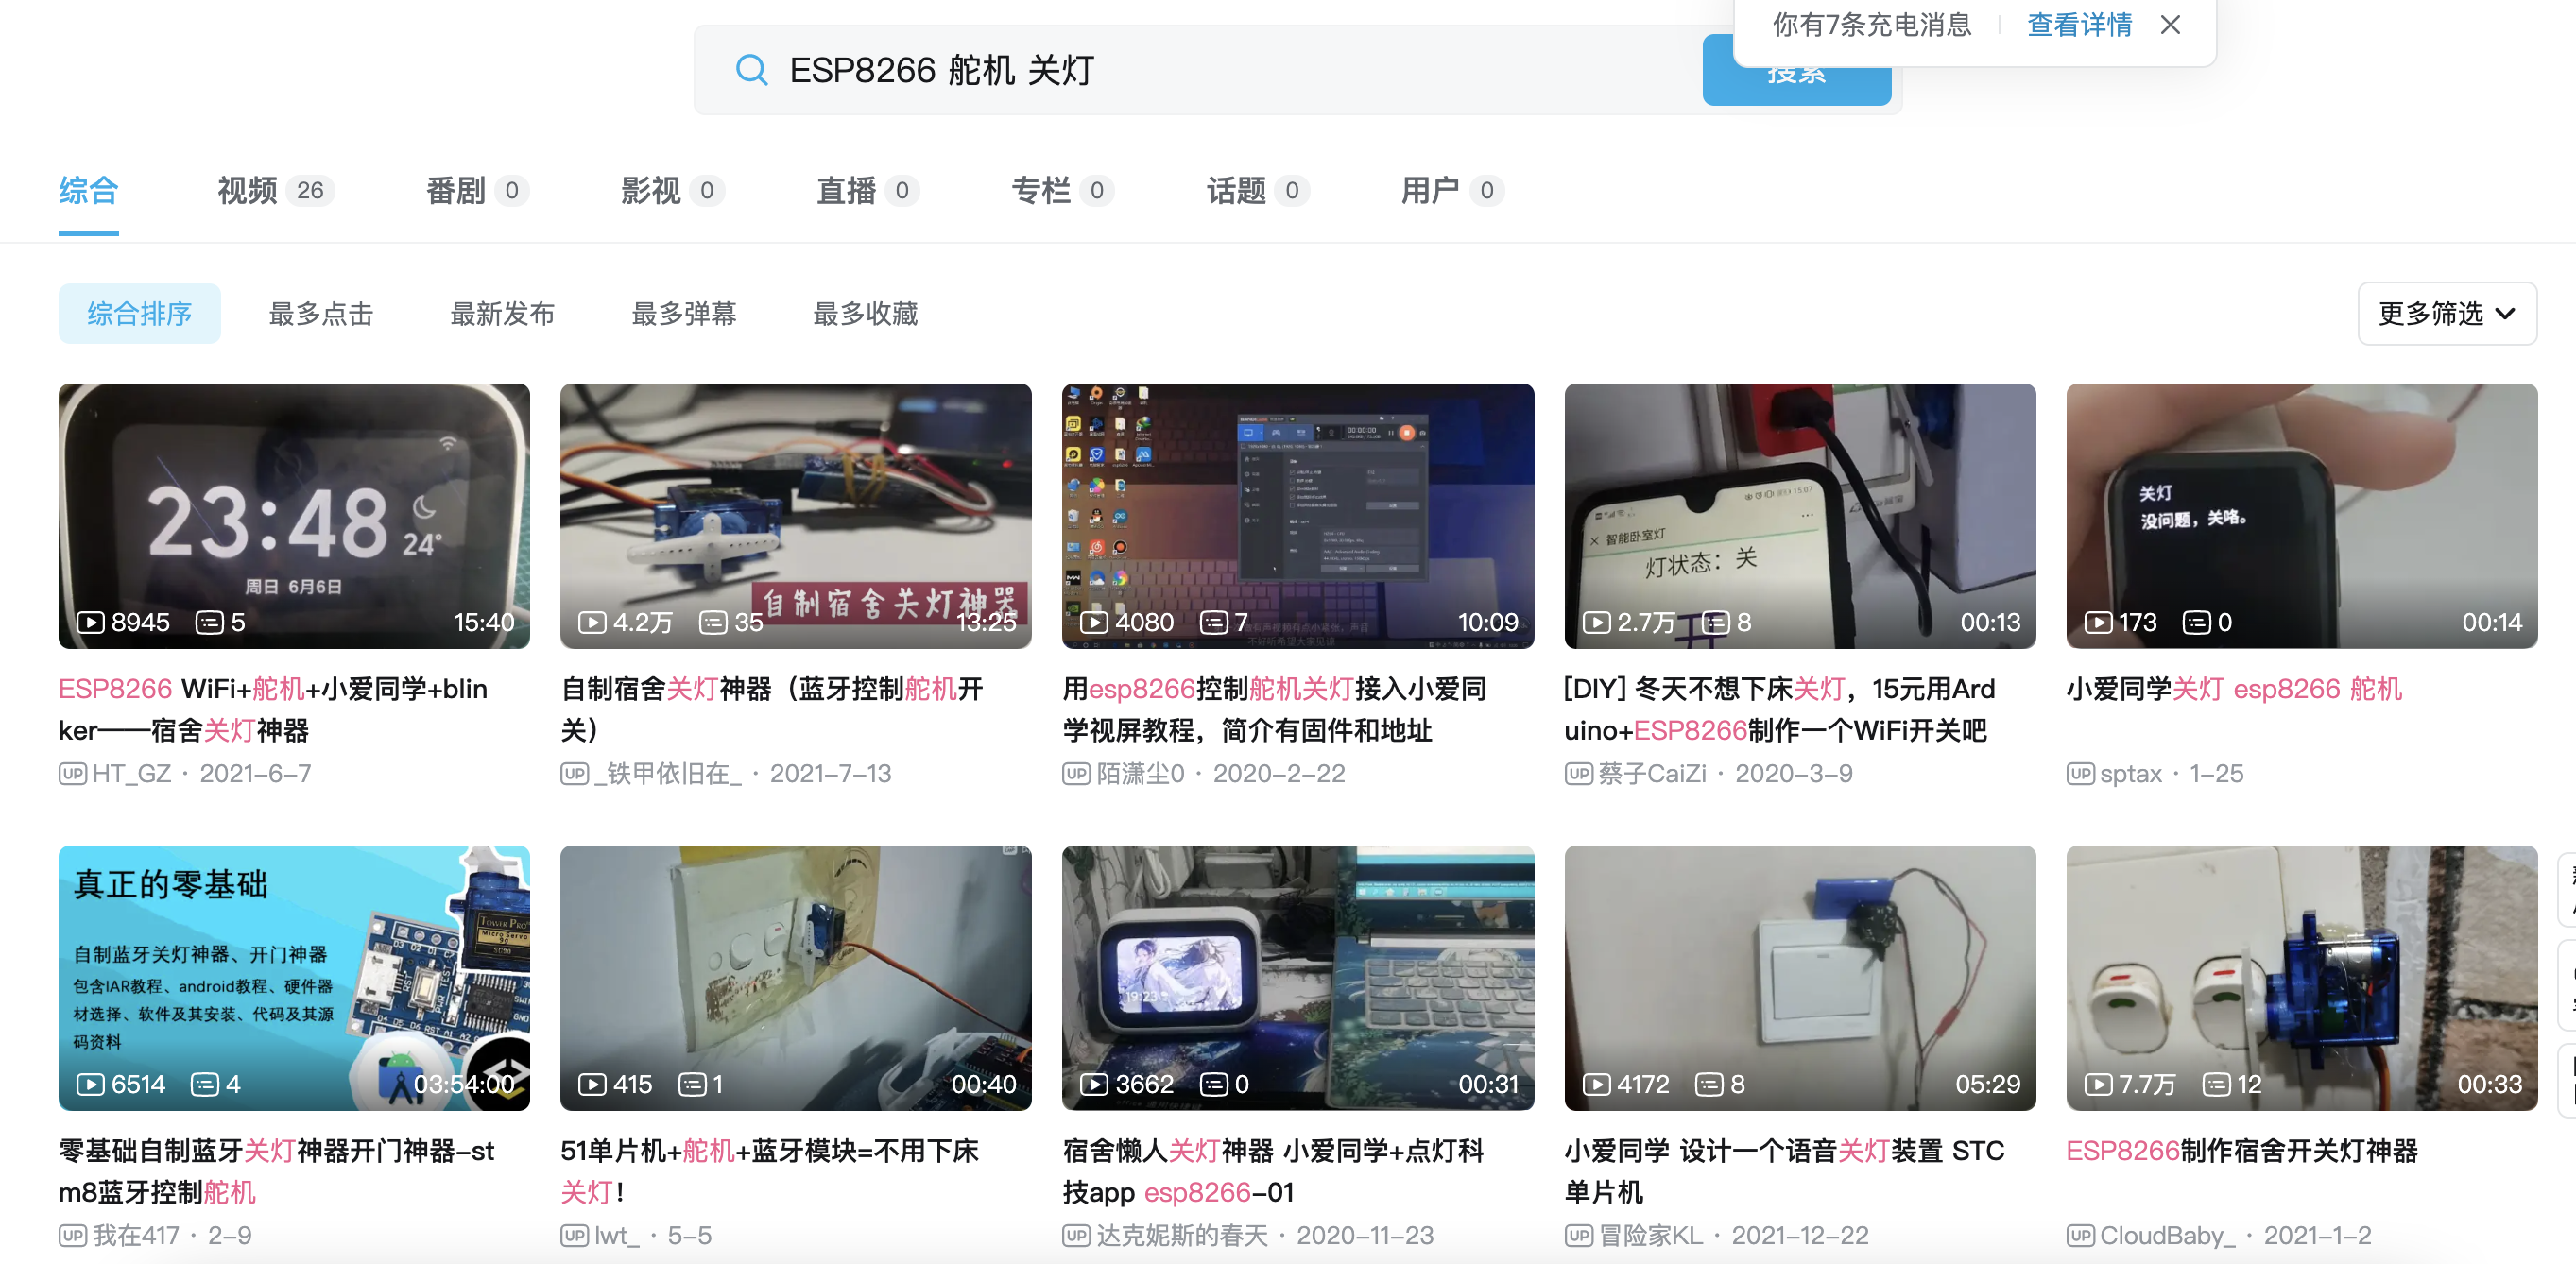 你有7条充电消息 查看详情
ESP8266 舵机 关灯
搜索
综合 视频 26 番剧 0 影视 0 直播 0 专栏 0 话题 0 用户 0
综合排序 最多点击 最新发布 最多弹幕 最多收藏 更多筛选
23:48
24°
周日 6月6日
8945 5 15:40
自制宿舍关灯神器
4.2万 35 13:25
00:00:00
4080 7 10:09
15:07
智能卧室灯
灯状态：关
开
2.7万 8 00:13
关灯
没问题，关咯。
173 0 00:14
ESP8266 WiFi+舵机+小爱同学+blin
ker——宿舍关灯神器
UP HT_GZ · 2021-6-7
自制宿舍关灯神器（蓝牙控制舵机开
关）
UP _铁甲依旧在_ · 2021-7-13
用esp8266控制舵机关灯接入小爱同
学视屏教程，简介有固件和地址
UP 陌潇尘0 · 2020-2-22
[DIY] 冬天不想下床关灯，15元用Ard
uino+ESP8266制作一个WiFi开关吧
UP 蔡子CaiZi · 2020-3-9
小爱同学关灯 esp8266 舵机
UP sptax · 1-25
真正的零基础
自制蓝牙关灯神器、开门神器
包含IAR教程、android教程、硬件器
材选择、软件及其安装、代码及其源
码资料
TOWER PRO
Micro Servo
9g
6514 4 03:54:00
415 1 00:40
19:23
3662 0 00:31
4172 8 05:29
7.7万 12 00:33
零基础自制蓝牙关灯神器开门神器-st
m8蓝牙控制舵机
UP 我在417 · 2-9
51单片机+舵机+蓝牙模块=不用下床
关灯！
UP lwt_ · 5-5
宿舍懒人关灯神器 小爱同学+点灯科
技app esp8266-01
UP 达克妮斯的春天 · 2020-11-23
小爱同学 设计一个语音关灯装置 STC
单片机
UP 冒险家KL · 2021-12-22
ESP8266制作宿舍开关灯神器
UP CloudBaby_ · 2021-1-2